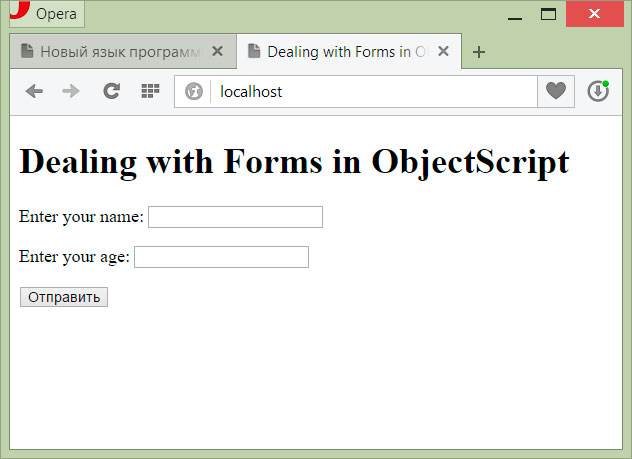 Opera
Новый язык программи
Dealing with Forms in O
localhost
Dealing with Forms in ObjectScript
Enter your name:
Enter your age:
Отправить